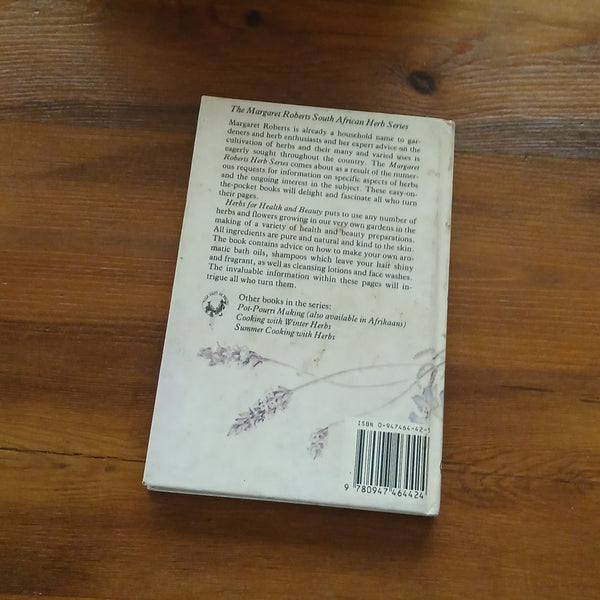 The Margaret Roberts South African Herb Series
Margaret Roberts is already a household name to gar-
deners and herb enthusiasts and her expert advice on the
cultivation of herbs and their many and varied uses is
eagerly sought throughout the country. The Margaret
Roberts Herb Series comes about as a result of the numer-
ous requests for information on specific aspects of herbs
and the ongoing interest in the subject. These easy-on-
the-pocket books will delight and fascinate all who turn
their pages.
Herbs for Health and Beauty puts to use any number of
herbs and flowers growing in our very own gardens in the
making of a variety of health and beauty preparations.
All ingredients are pure and natural and kind to the skin.
The book contains advice on how to make your own aro-
matic bath oils, shampoos which leave your hair shiny
and fragrant, as well as cleansing lotions and face washes.
The invaluable information within these pages will in-
trigue all who turn them.
Other books in the series:
Pot-Pourri Making (also available in Afrikaans)
Cooking with Winter Herbs
Summer Cooking with Herbs
ISBN 0-947464-42-5
9 780947 464424